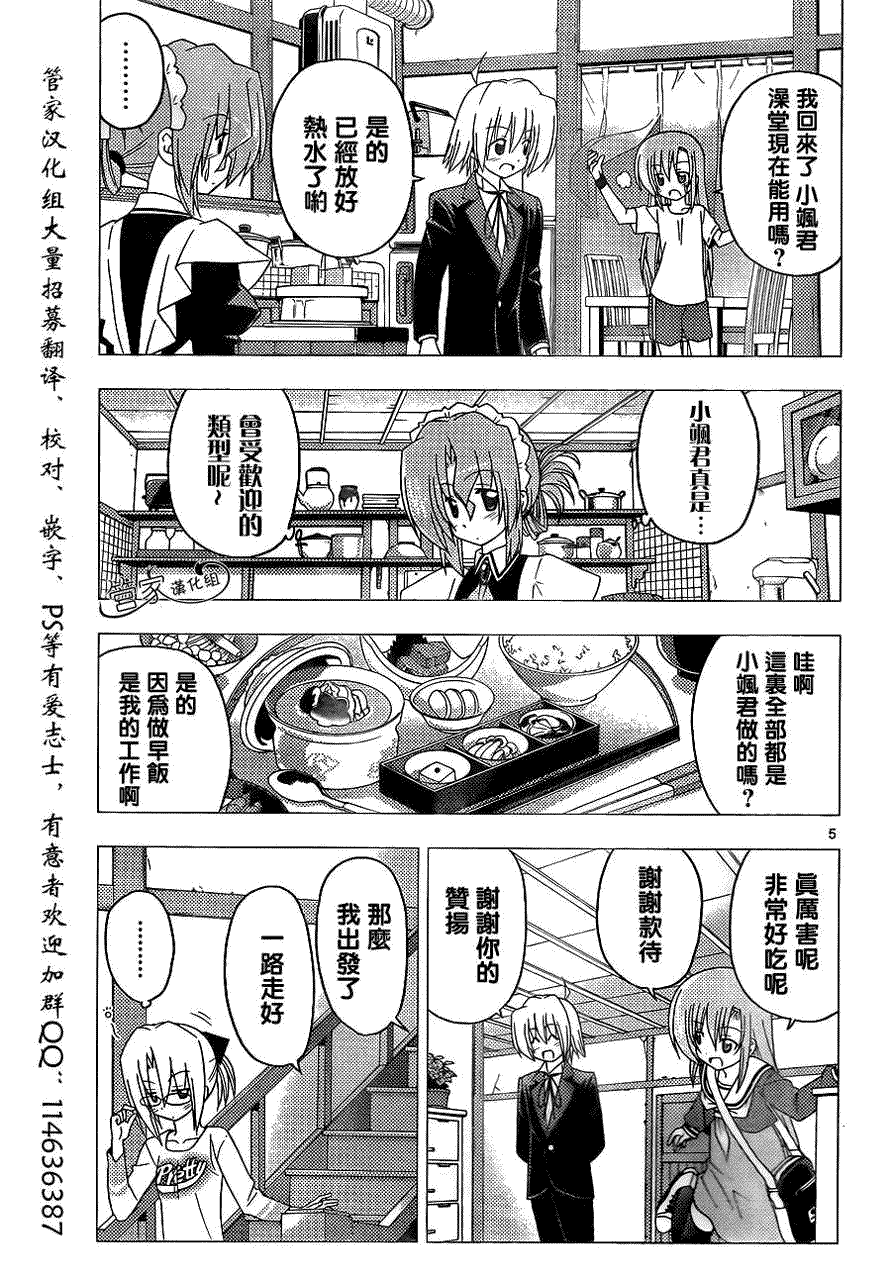 我回來了 小颯君
澡堂現在能用嗎?
是的
已經放好
熱水了喲
………
小颯君真是…
會受歡迎的
類型呢~
管家
漢化組
哇啊
這裏全部都是
小颯君做的嗎?
是的
因爲做早飯
是我的工作啊
5
眞厲害呢
非常好吃呢
謝謝款待
謝謝你的
贊揚
那麼
我出發了
一路走好
………
Pretty
管家汉化组大量招募翻译、校对、嵌字、PS等有爱志士，有意者欢迎加群QQ：114636387